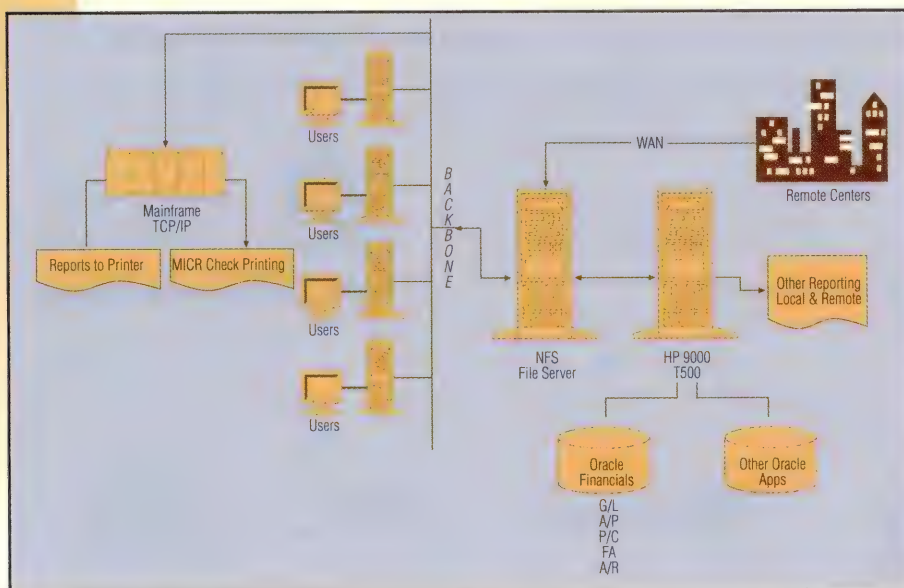 Users
Users
Users
Users
Mainframe
TCP/IP
Reports to Printer
MICR Check Printing
BACKBONE
WAN
Remote Centers
NFS
File Server
HP 9000
T500
Other Reporting
Local & Remote
Oracle
Financials
G/L
A/P
P/C
FA
A/R
Other Oracle
Apps